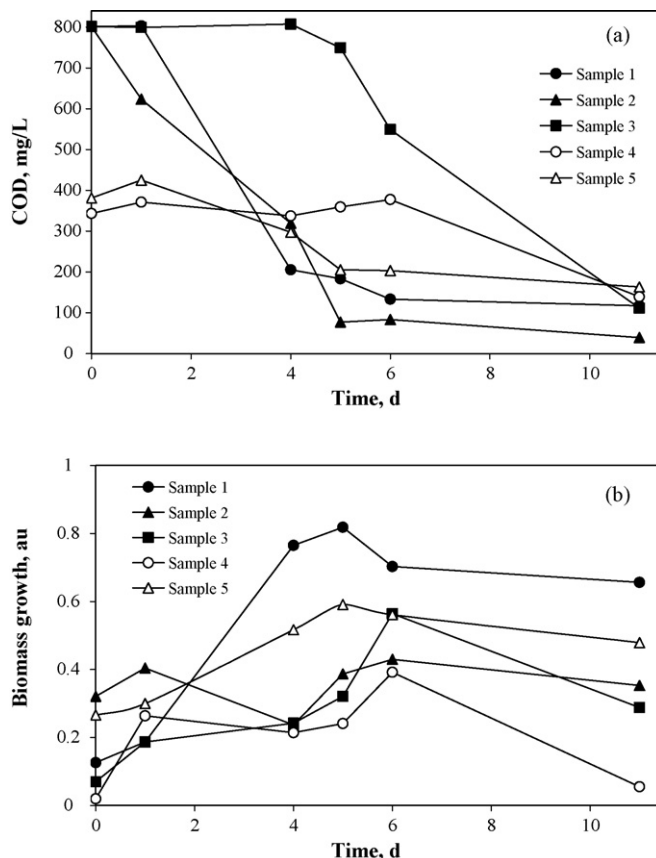 (a)
800
700
600
500
400
300
200
100
0
COD, mg/L
Sample 1
Sample 2
Sample 3
Sample 4
Sample 5
0 2 4 6 8 10
Time, d
(b)
1
0.8
0.6
0.4
0.2
0
Biomass growth, au
Sample 1
Sample 2
Sample 3
Sample 4
Sample 5
0 2 4 6 8 10
Time, d